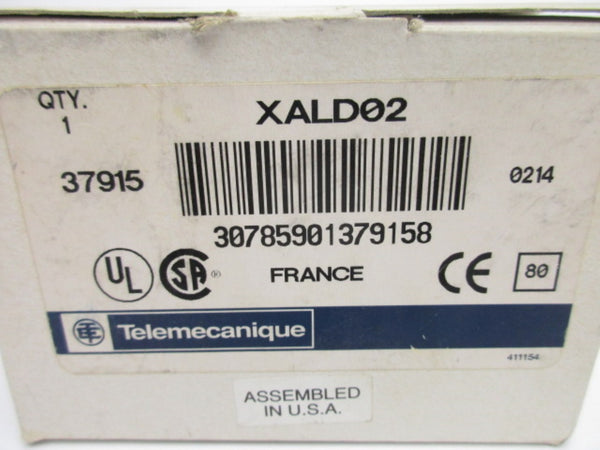 QTY.
1
XALD02
37915
0214
30785901379158
UL
SA ®
FRANCE
CE
80
Telemecanique
411154
ASSEMBLED
IN U.S.A.